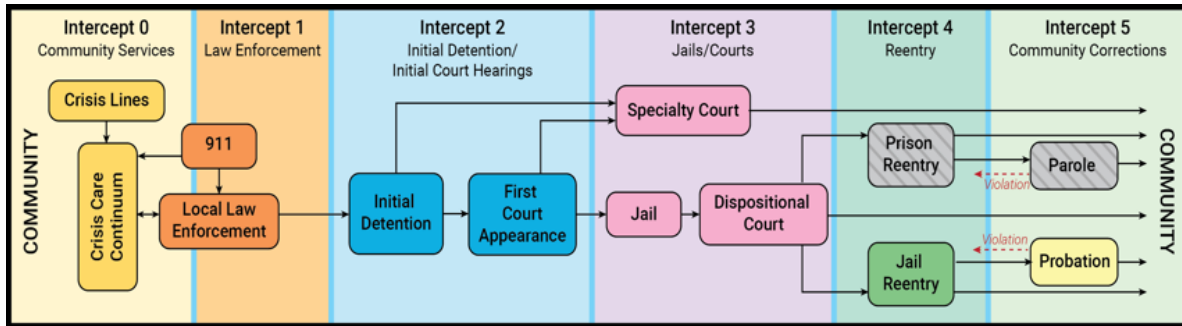 Intercept 0
Community Services
Intercept 1
Law Enforcement
Intercept 2
Initial Detention/
Initial Court Hearings
Intercept 3
Jails/Courts
Intercept 4
Reentry
Intercept 5
Community Corrections
COMMUNITY
Crisis Lines
911
Crisis Care
Continuum
Local Law
Enforcement
Initial
Detention
First
Court
Appearance
Specialty Court
Jail
Dispositional
Court
Prison
Reentry
Violation
Parole
Jail
Reentry
Violation
Probation
COMMUNITY